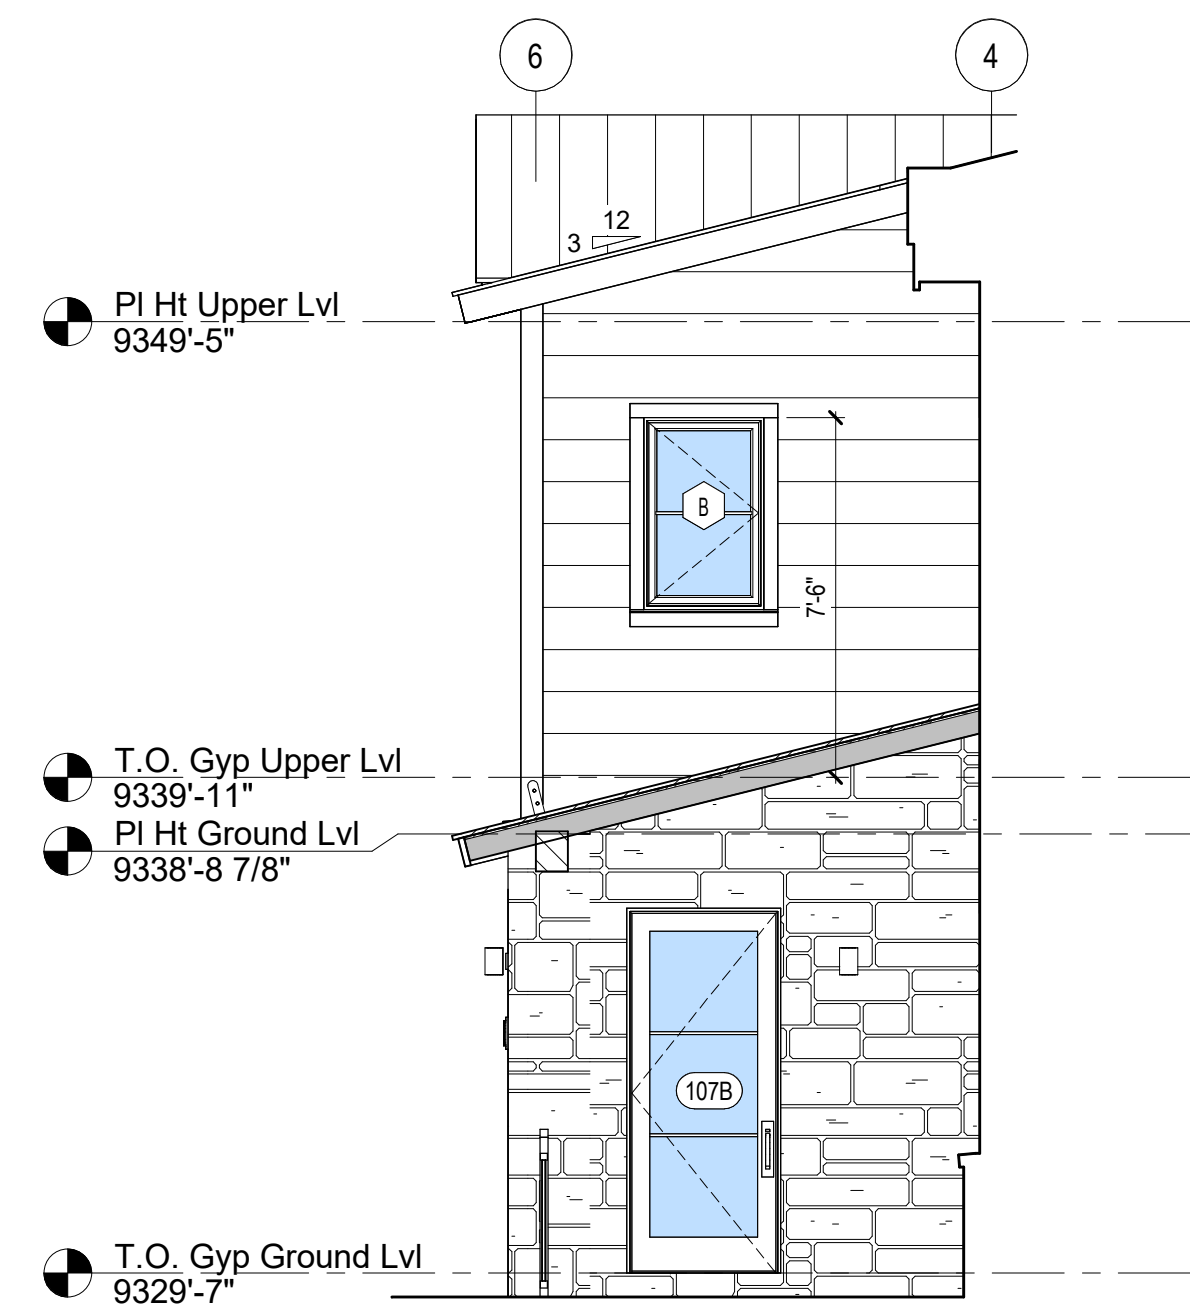 6
4
12
3
Pl Ht Upper Lvl
9349'-5"
B
7'-6"
T.O. Gyp Upper Lvl
9339'-11"
Pl Ht Ground Lvl
9338'-8 7/8"
107B
T.O. Gyp Ground Lvl
9329'-7"